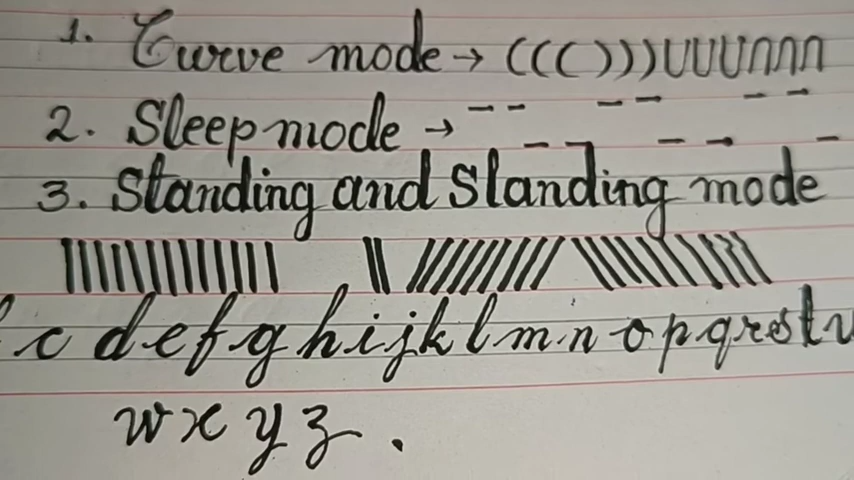 1. Curve mode → ((()))UUU∩∩∩
2. Sleep mode → – – – – – – – – – – –
3. Standing and Slanding mode
||||||||||||| || ///////// \\\\\\\\\\
c d e f g h i j k l m n o p q r s t u
w x y z .